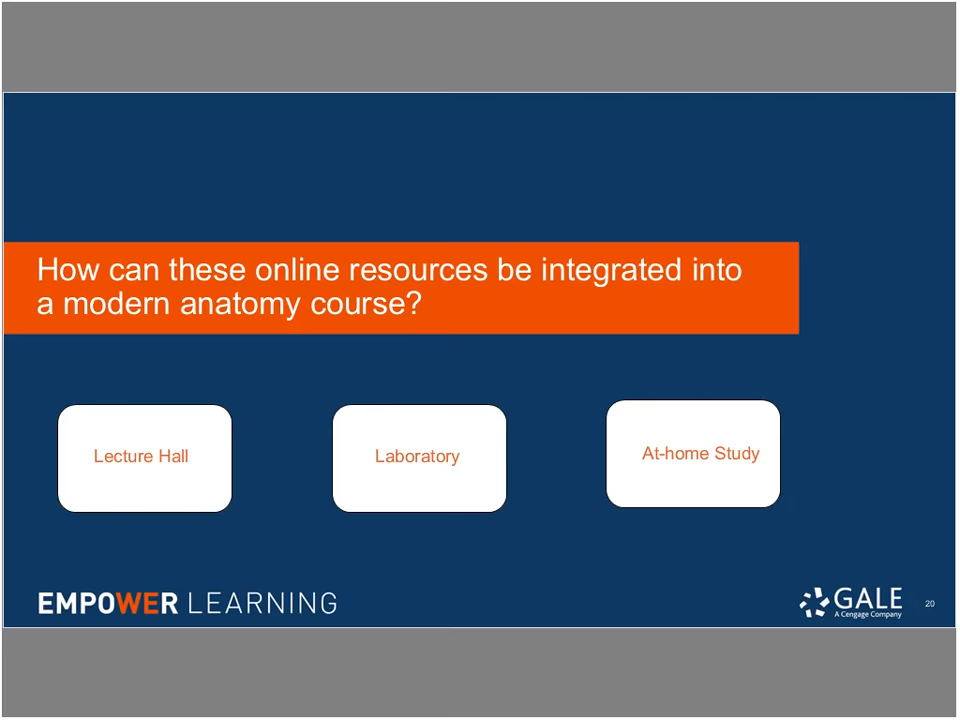 How can these online resources be integrated into
a modern anatomy course?
Lecture Hall
Laboratory
At-home Study
EMPOWER LEARNING
GALE
A Cengage Company
20